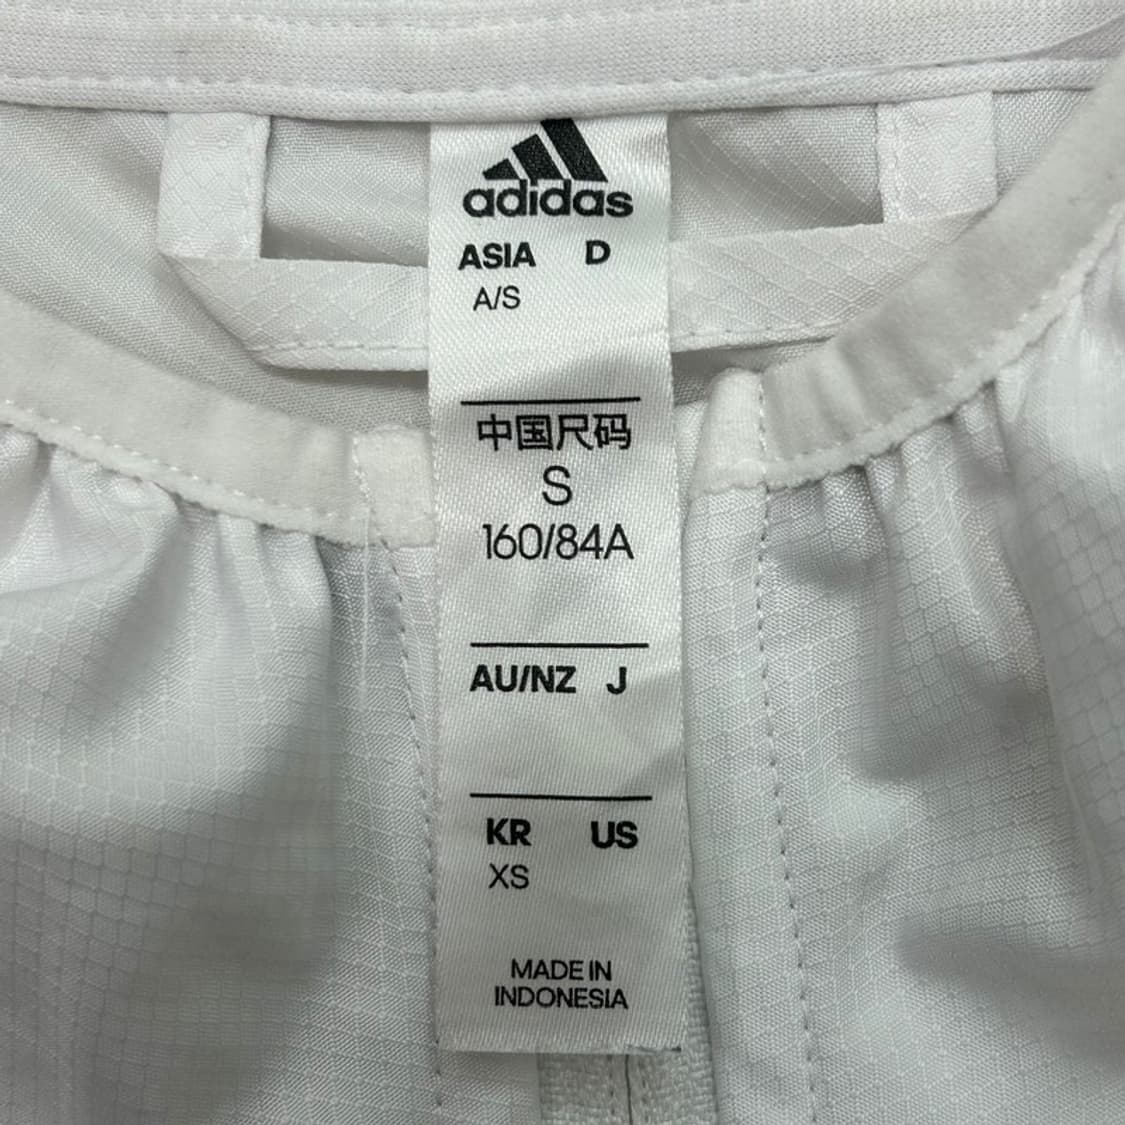 adidas
ASIA D
A/S
中国尺码
S
160/84A
AU/NZ J
KR US
XS
MADE IN
INDONESIA